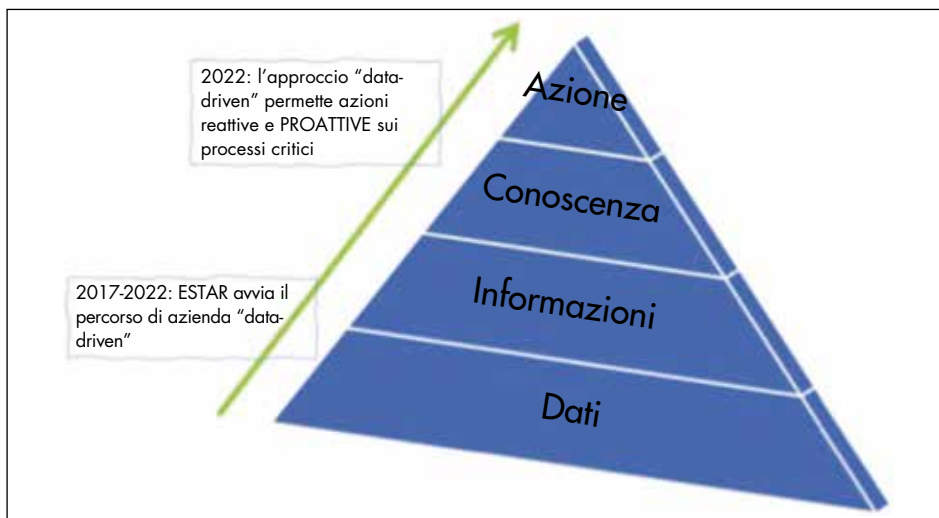 2022: l'approccio "data-
driven" permette azioni
reattive e PROATTIVE sui
processi critici
2017-2022: ESTAR avvia il
percorso di azienda "data-
driven"
Azione
Conoscenza
Informazioni
Dati